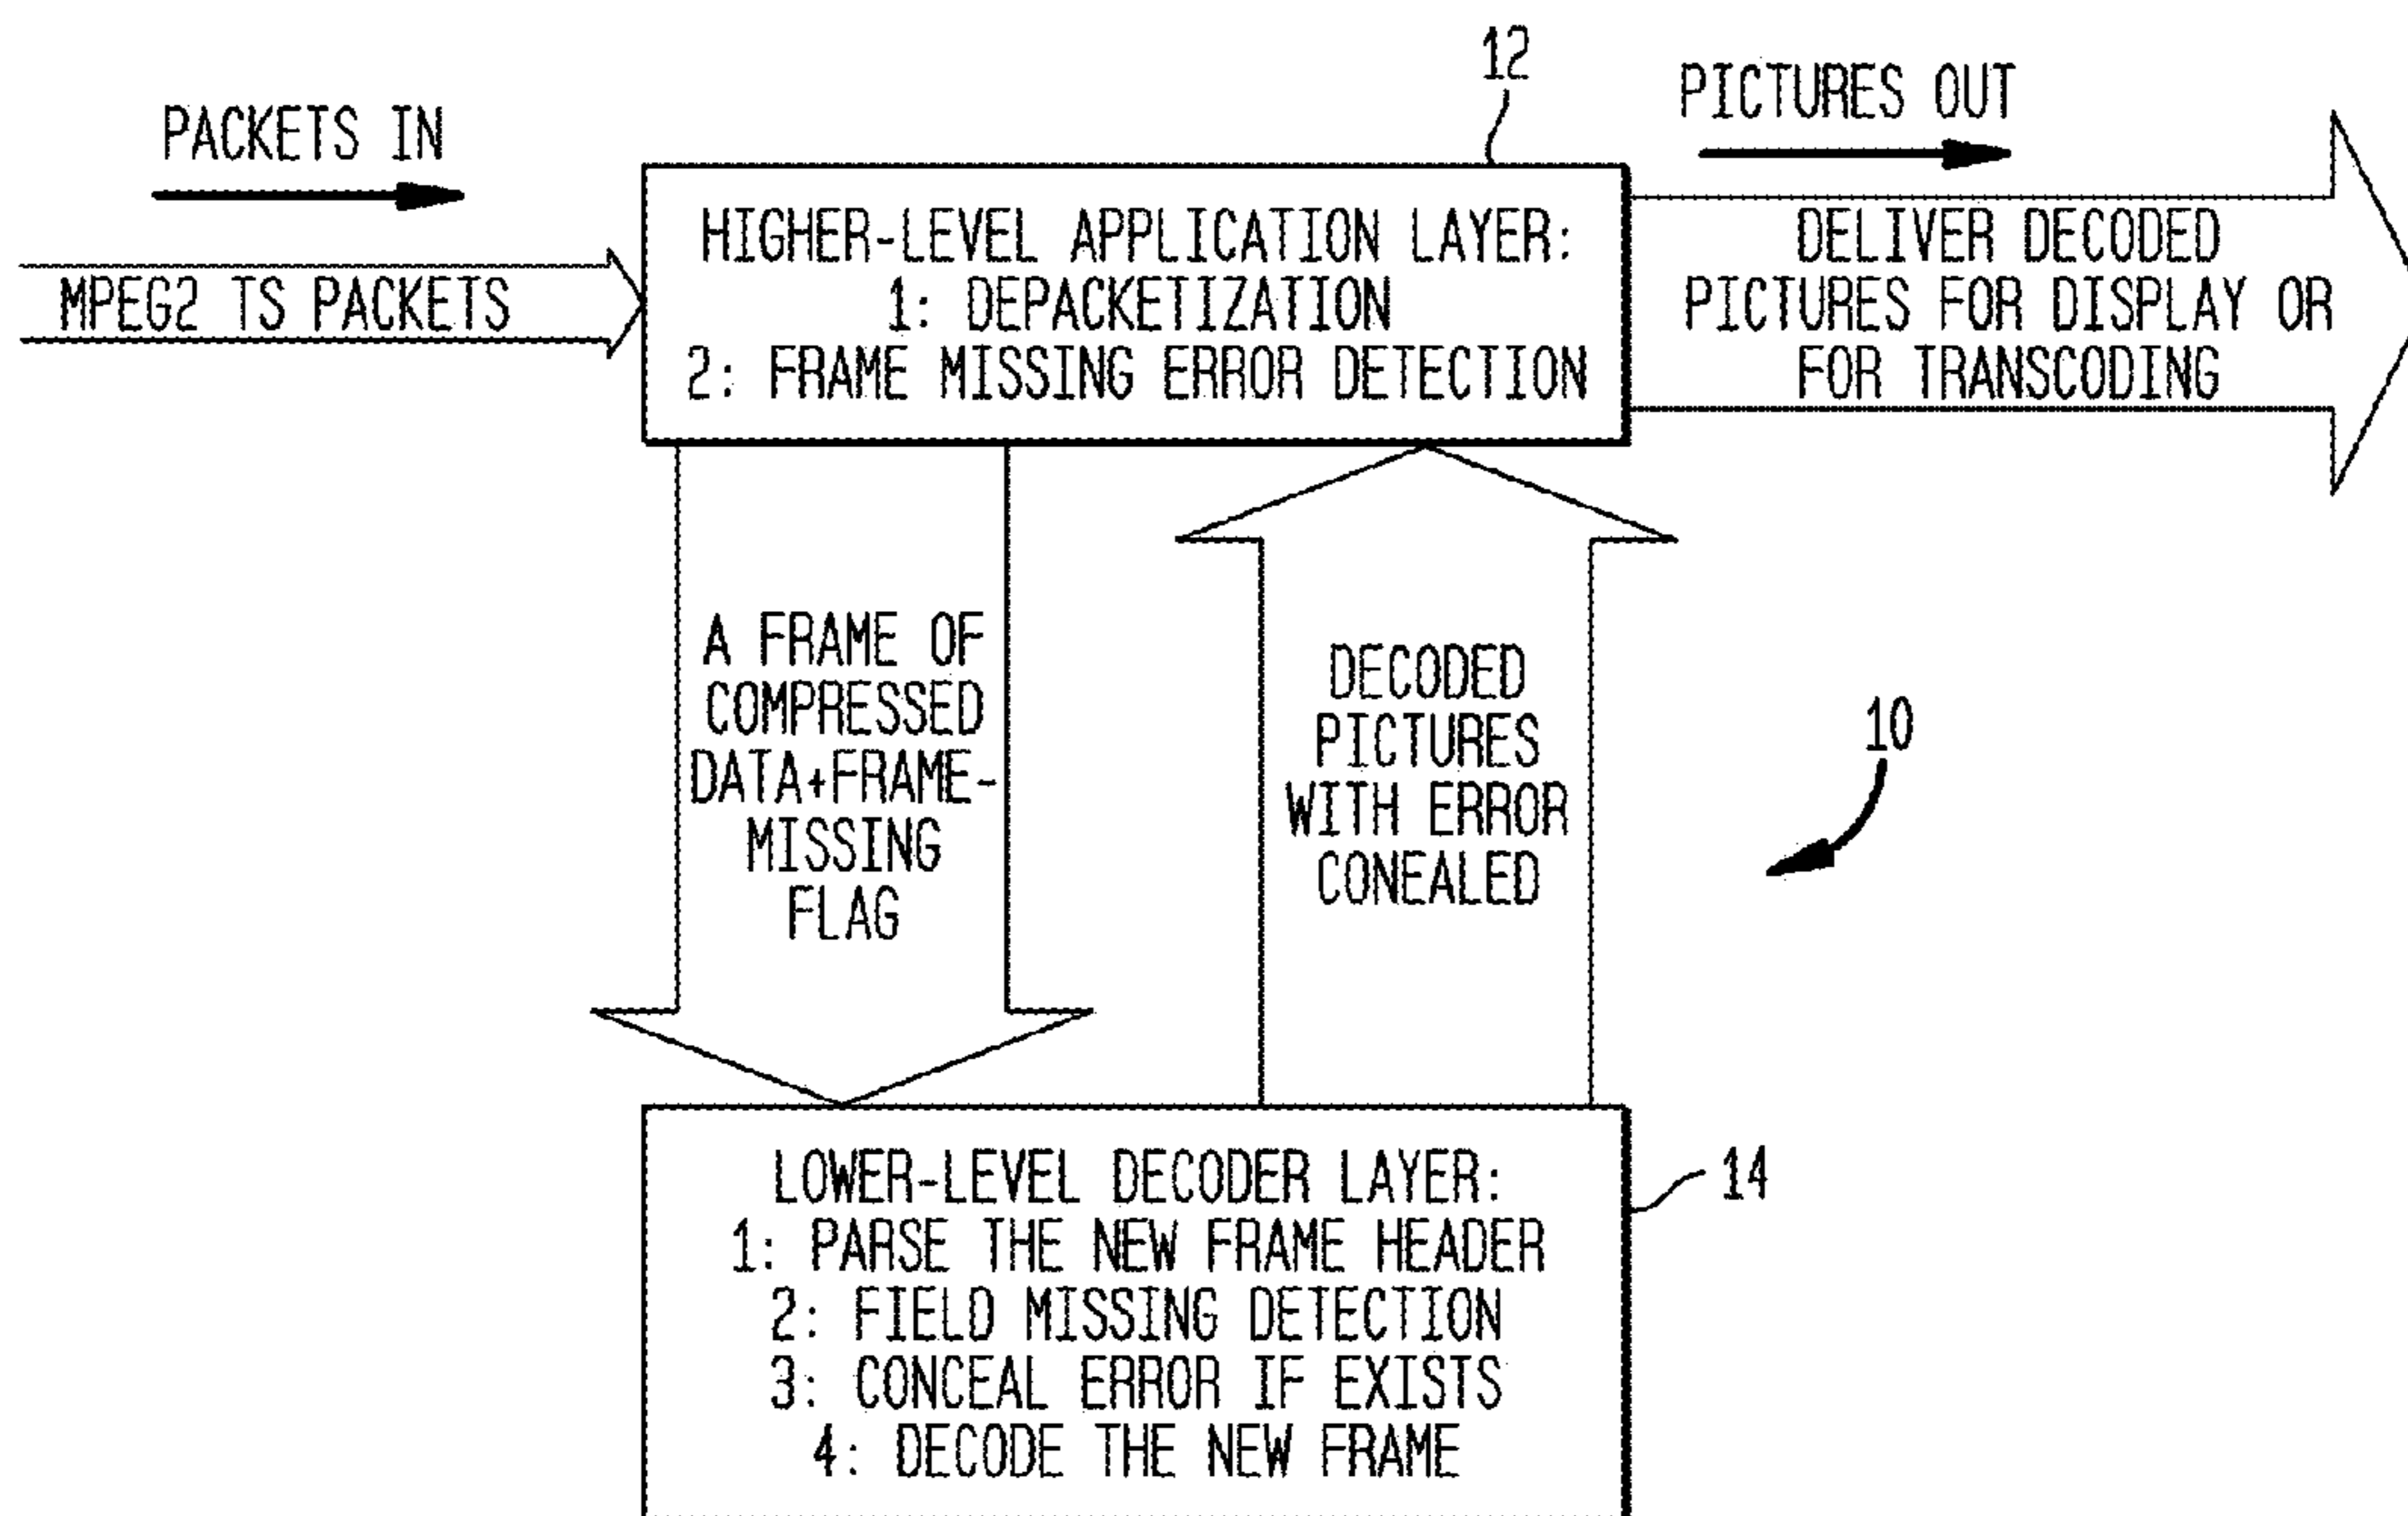 12
PACKETS IN
PICTURES OUT
MPEG2 TS PACKETS
HIGHER-LEVEL APPLICATION LAYER:
1: DEPACKETIZATION
2: FRAME MISSING ERROR DETECTION
DELIVER DECODED
PICTURES FOR DISPLAY OR
FOR TRANSCODING
A FRAME OF
COMPRESSED
DATA+FRAME-
MISSING
FLAG
DECODED
PICTURES
WITH ERROR
CONEALED
10
LOWER-LEVEL DECODER LAYER:
1: PARSE THE NEW FRAME HEADER
2: FIELD MISSING DETECTION
3: CONCEAL ERROR IF EXISTS
4: DECODE THE NEW FRAME
14